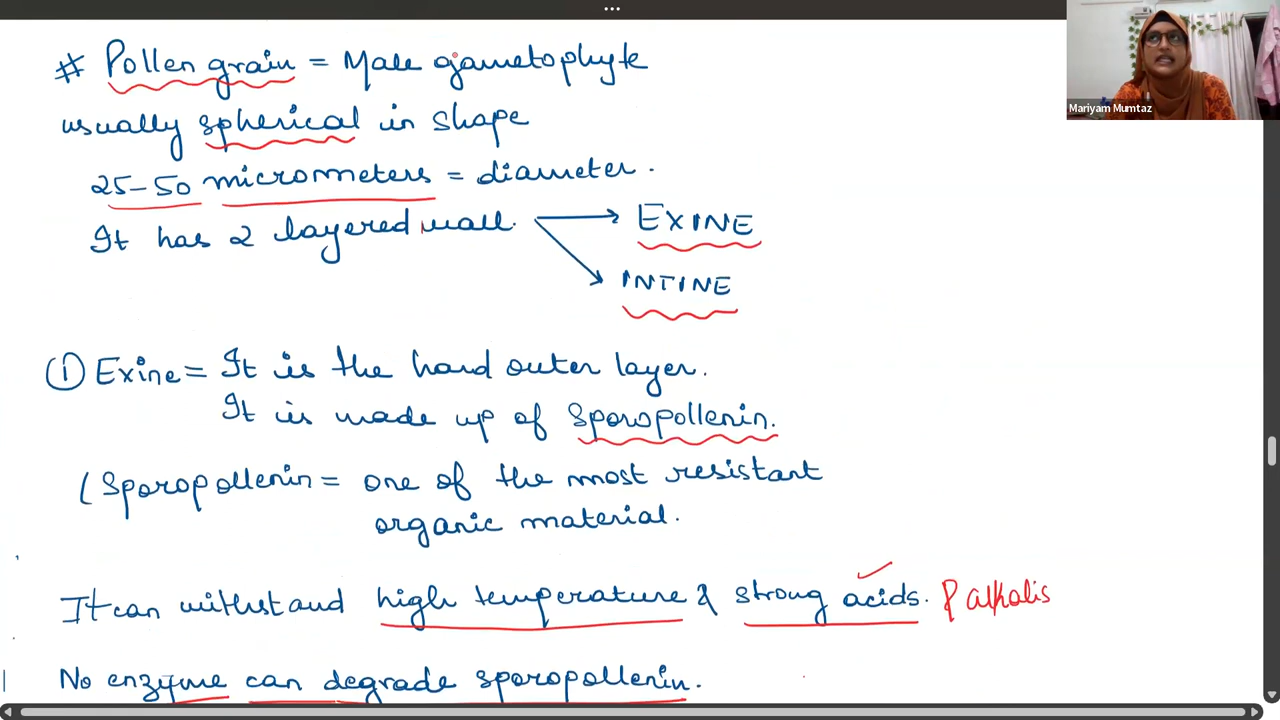 ...
# Pollen grain = Male gametophyte
Mariyam Mumtaz
usually spherical in shape
25-50 micrometers = diameter.
It has 2 layered wall. EXINE
INTINE
① Exine = It is the hard outer layer.
It is made up of Sporopollenin.
(Sporopollenin = one of the most resistant
organic material.
It can withstand high temperature & strong acids. & alkalis
No enzyme can degrade sporopollenin.